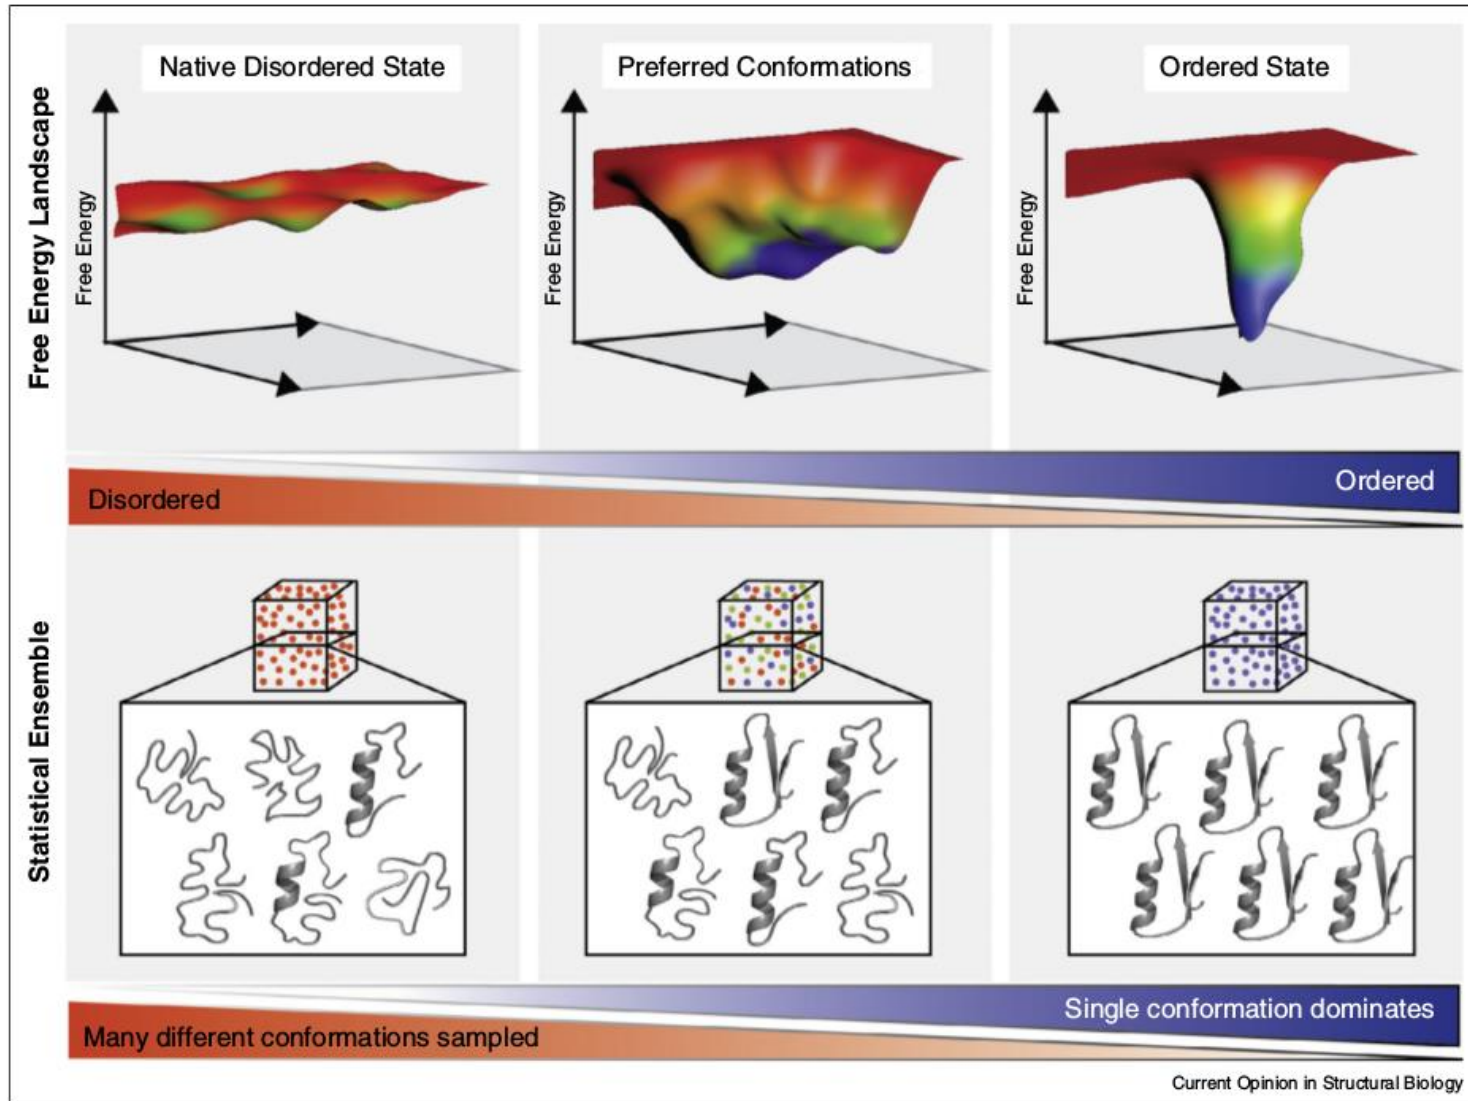 Native Disordered State
Preferred Conformations
Ordered State
Free Energy Landscape
Free Energy
Free Energy
Free Energy
Ordered
Disordered
Statistical Ensemble
Single conformation dominates
Many different conformations sampled
Current Opinion in Structural Biology